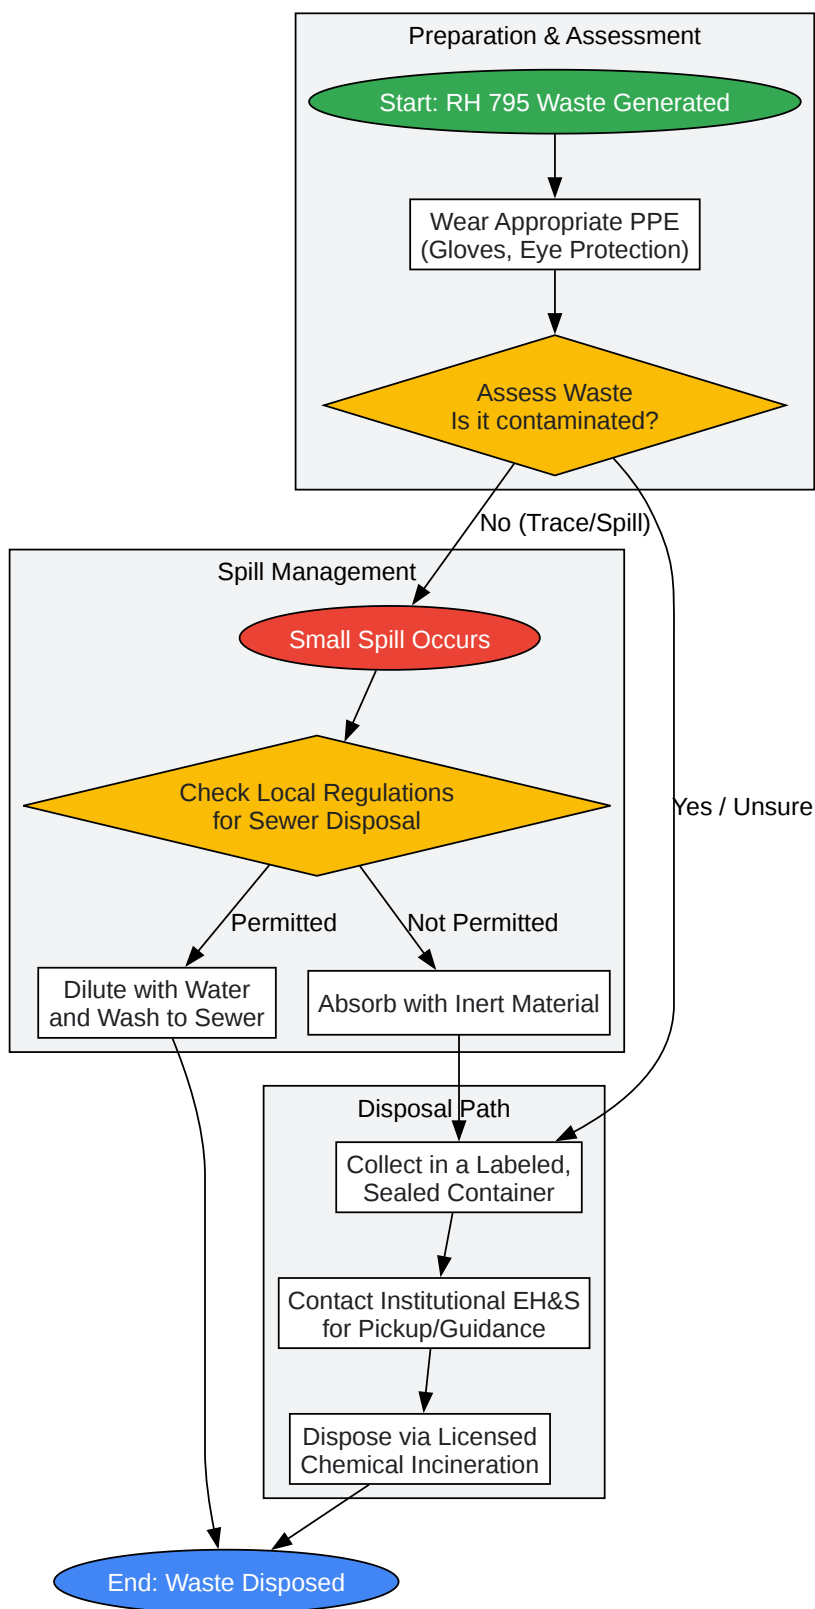 Preparation & Assessment
Start: RH 795 Waste Generated
Wear Appropriate PPE
(Gloves, Eye Protection)
Assess Waste
Is it contaminated?
No (Trace/Spill)
Spill Management
Small Spill Occurs
Check Local Regulations
for Sewer Disposal
Yes / Unsure
Permitted
Not Permitted
Dilute with Water
and Wash to Sewer
Absorb with Inert Material
Disposal Path
Collect in a Labeled,
Sealed Container
Contact Institutional EH&S
for Pickup/Guidance
Dispose via Licensed
Chemical Incineration
End: Waste Disposed